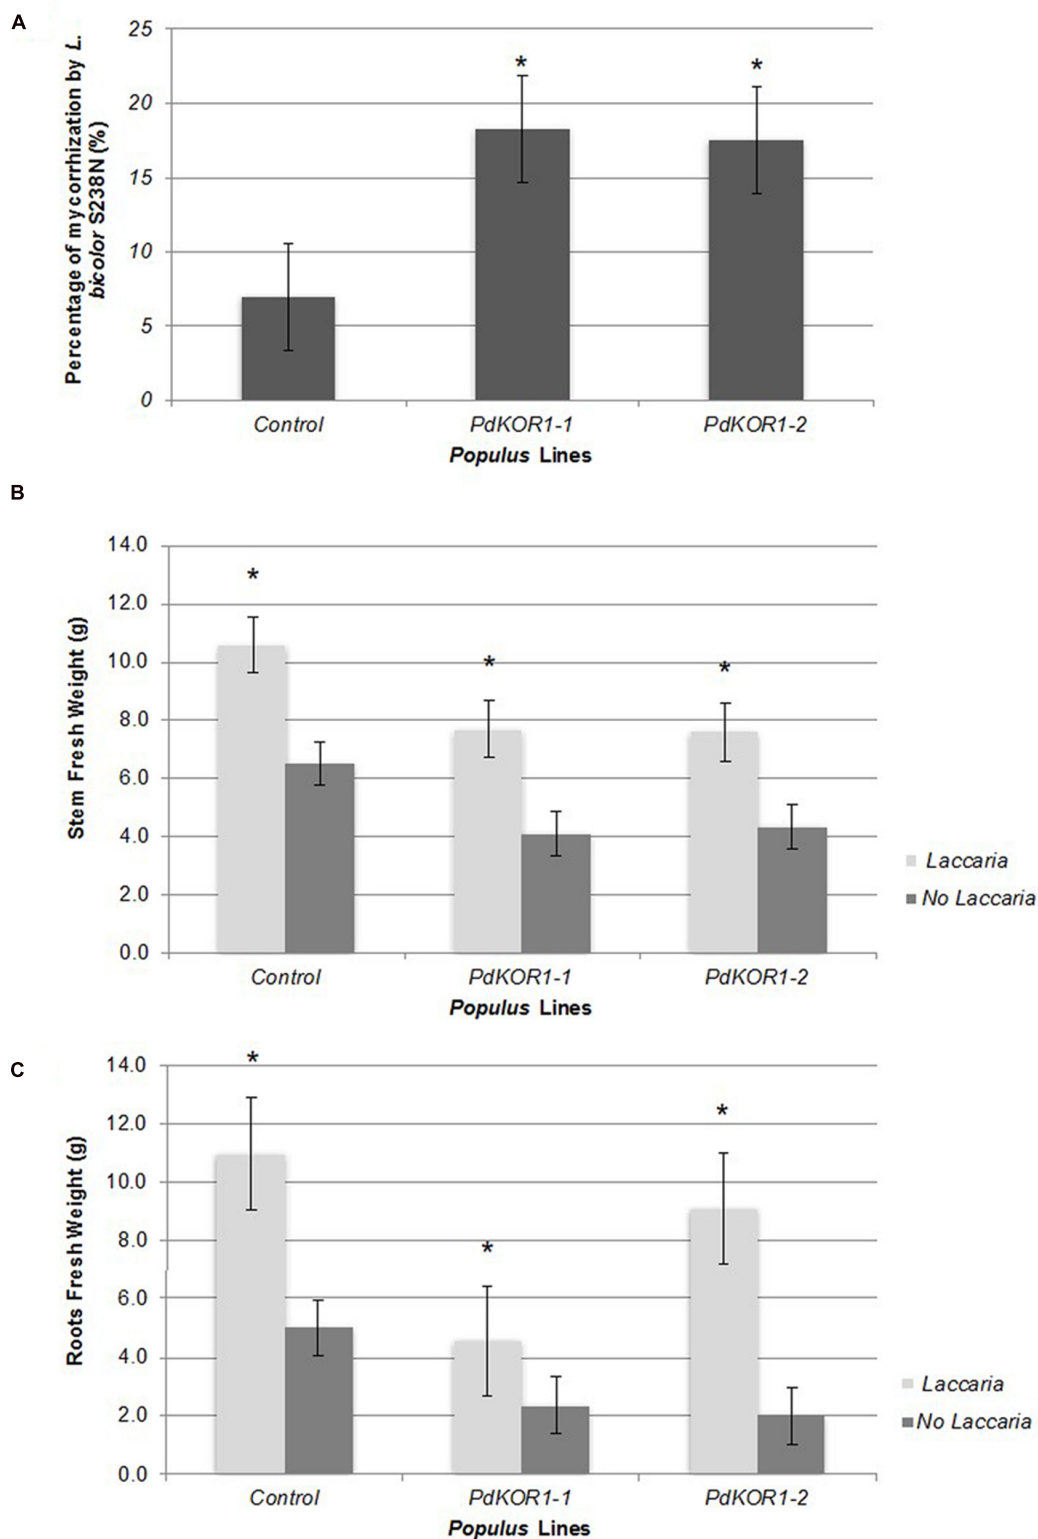 A
Percentage of mycorrhization by L.
bicolor S238N (%)
25
20
15
10
5
0
*
*
Control
PdKOR1-1
PdKOR1-2
Populus Lines
B
Stem Fresh Weight (g)
14.0
12.0
10.0
8.0
6.0
4.0
2.0
0.0
*
*
*
Laccaria
No Laccaria
Control
PdKOR1-1
PdKOR1-2
Populus Lines
C
Roots Fresh Weight (g)
14.0
12.0
10.0
8.0
6.0
4.0
2.0
0.0
*
*
*
Laccaria
No Laccaria
Control
PdKOR1-1
PdKOR1-2
Populus Lines